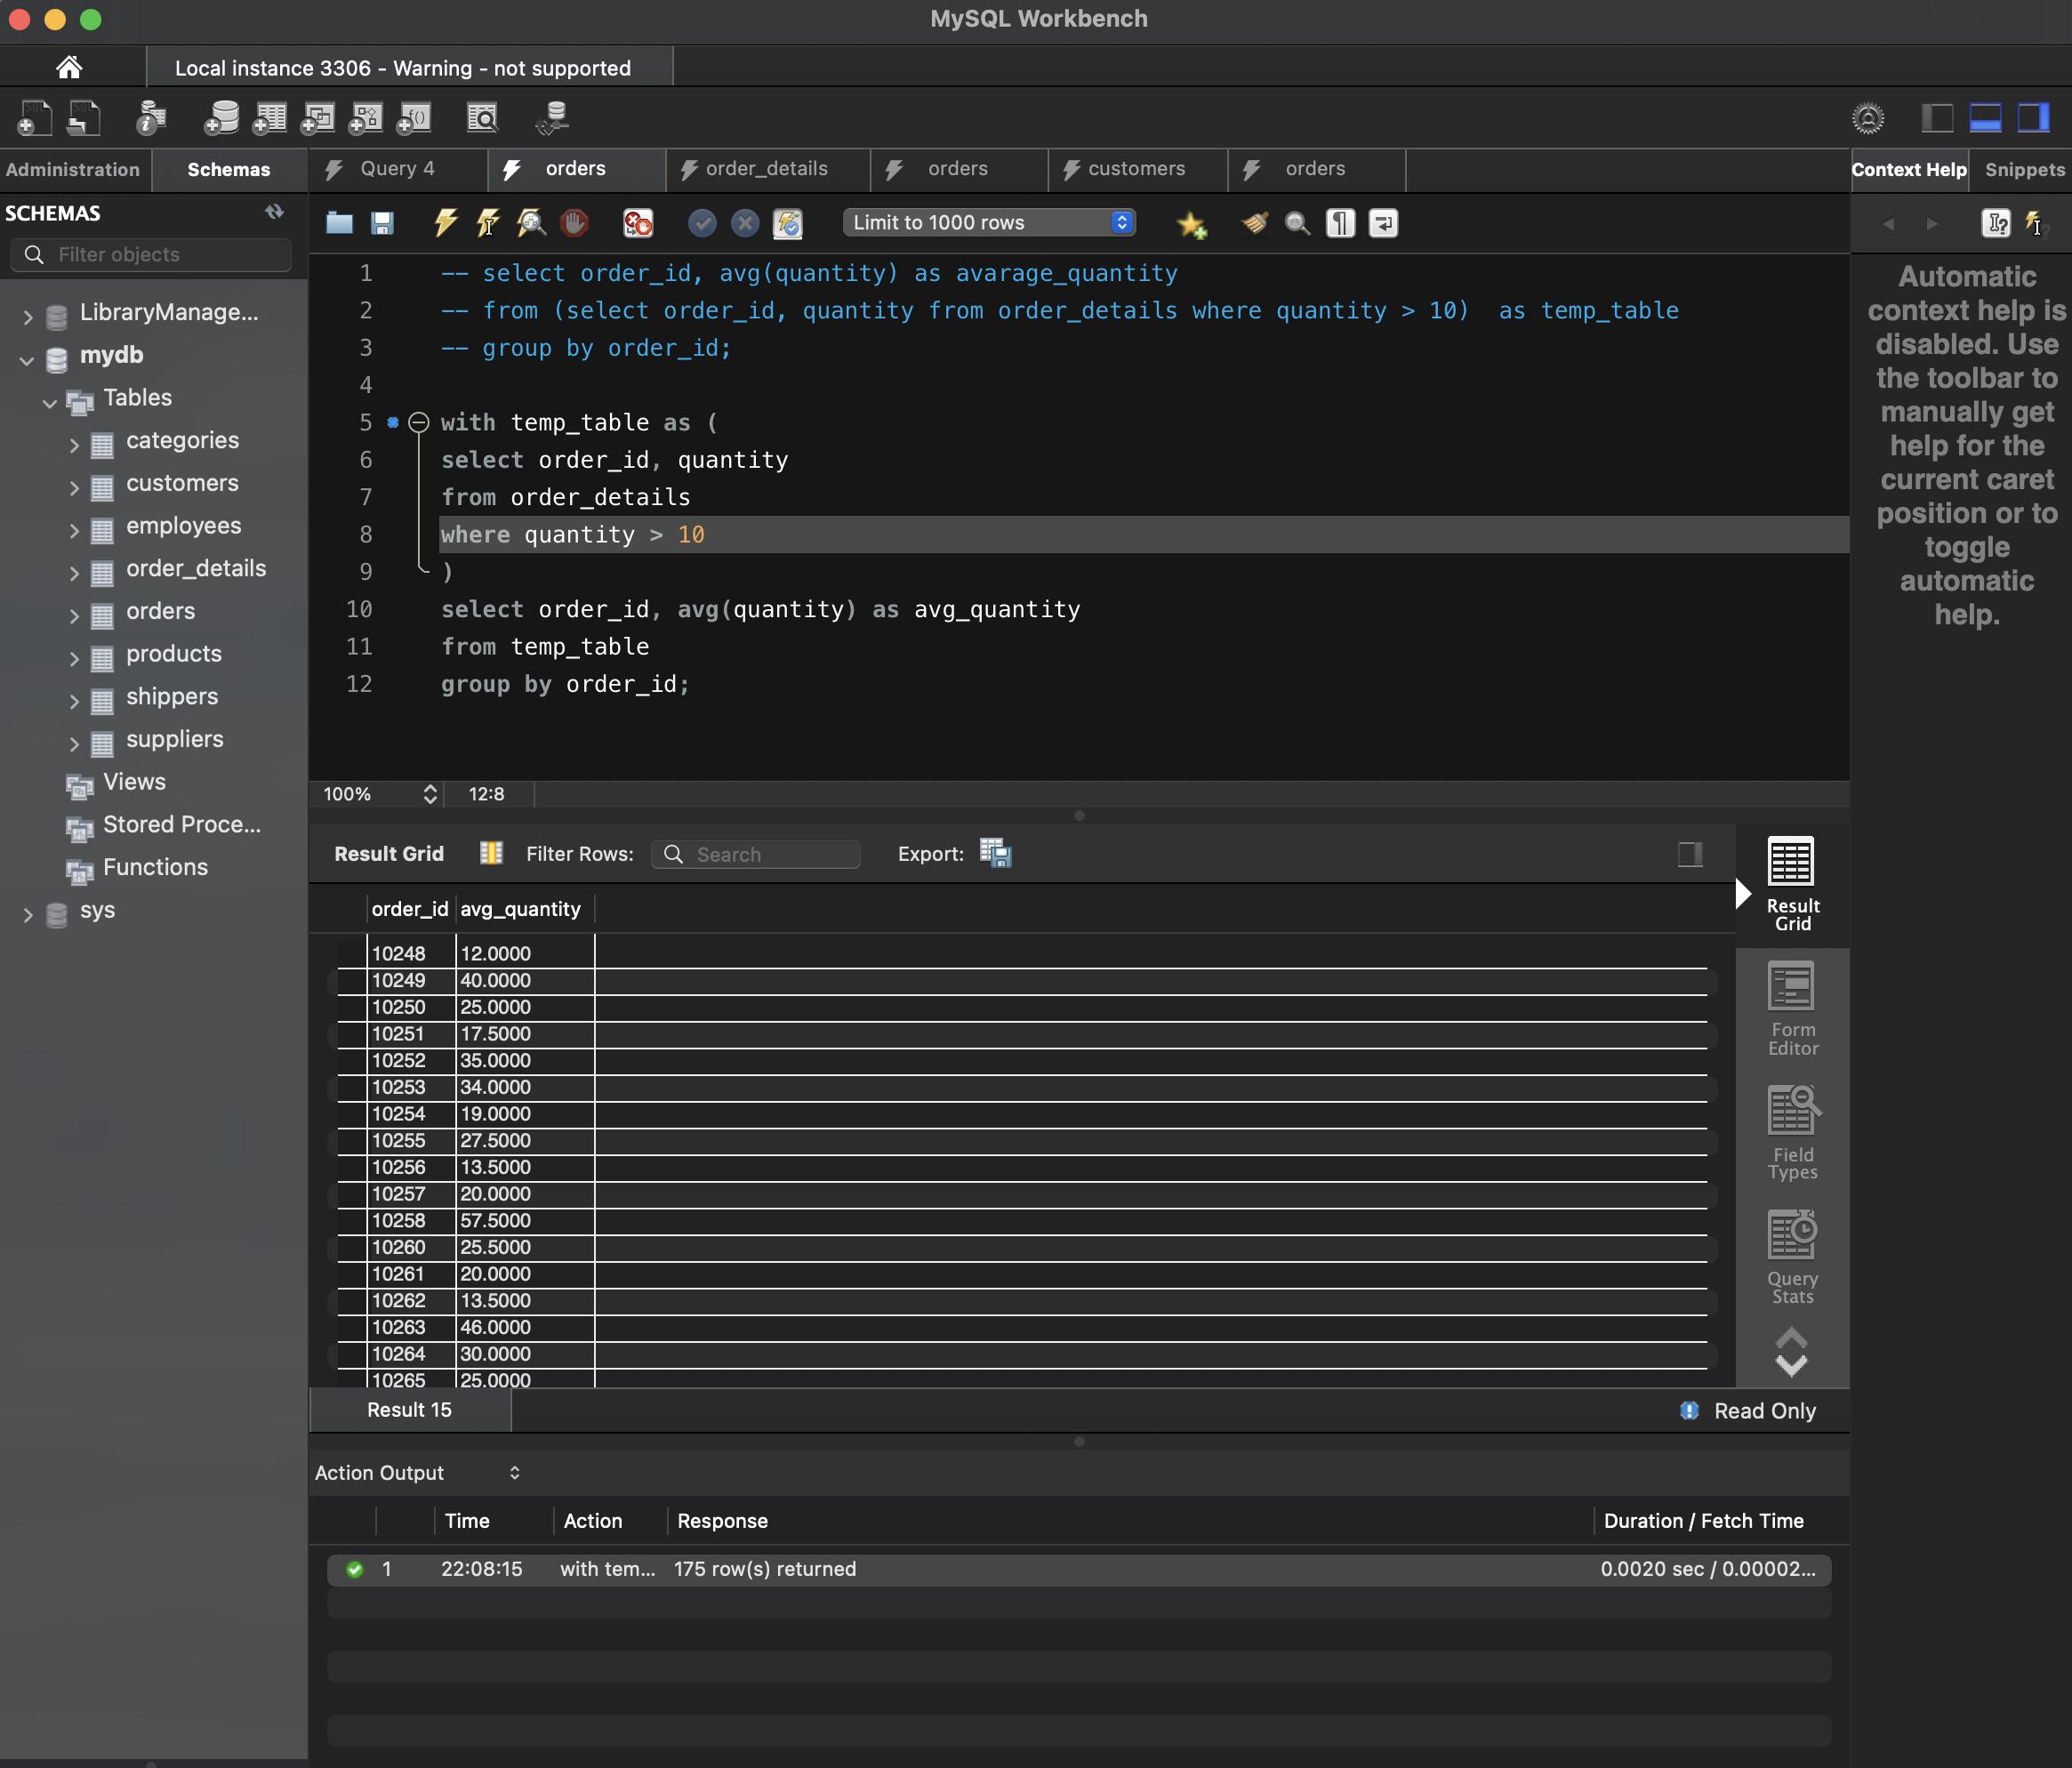 MySQL Workbench
Local instance 3306 - Warning - not supported
Administration Schemas Query 4 orders order_details orders customers orders Context Help Snippets
SCHEMAS
Filter objects
Limit to 1000 rows
LibraryManage...
mydb
Tables
categories
customers
employees
order_details
orders
products
shippers
suppliers
Views
Stored Proce...
Functions
sys
1 -- select order_id, avg(quantity) as avarage_quantity
2 -- from (select order_id, quantity from order_details where quantity > 10)  as temp_table
3 -- group by order_id;
4
5 with temp_table as (
6 select order_id, quantity
7 from order_details
8 where quantity > 10
9 )
10 select order_id, avg(quantity) as avg_quantity
11 from temp_table
12 group by order_id;
Automatic
context help is
disabled. Use
the toolbar to
manually get
help for the
current caret
position or to
toggle
automatic
help.
100% 12:8
Result Grid Filter Rows: Search Export:
order_id avg_quantity
10248 12.0000
10249 40.0000
10250 25.0000
10251 17.5000
10252 35.0000
10253 34.0000
10254 19.0000
10255 27.5000
10256 13.5000
10257 20.0000
10258 57.5000
10260 25.5000
10261 20.0000
10262 13.5000
10263 46.0000
10264 30.0000
10265 25.0000
Result
Grid
Form
Editor
Field
Types
Query
Stats
Result 15 Read Only
Action Output
Time Action Response Duration / Fetch Time
1 22:08:15 with tem... 175 row(s) returned 0.0020 sec / 0.00002...